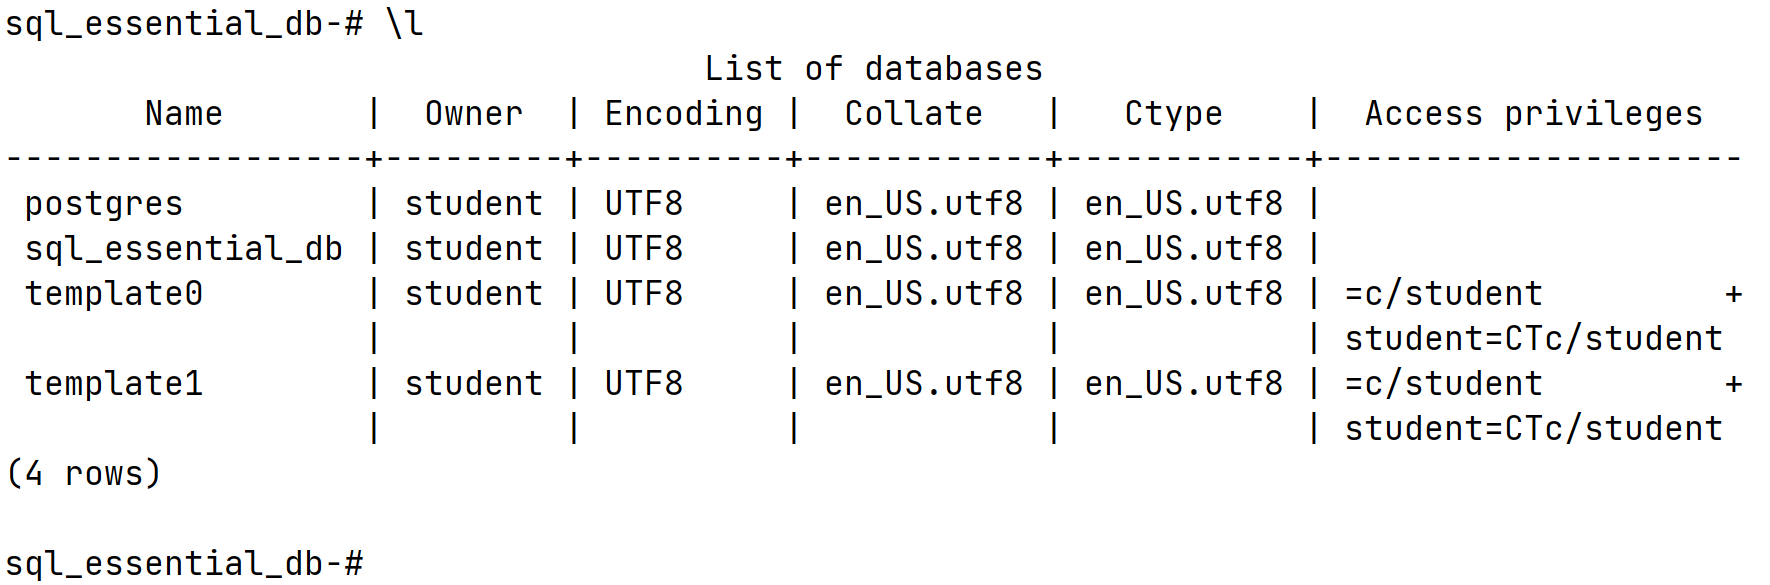 sql_essential_db-# \l
                                   List of databases
       Name       |  Owner  | Encoding |  Collate   |   Ctype    |  Access privileges
------------------+---------+----------+------------+------------+---------------------
 postgres         | student | UTF8     | en_US.utf8 | en_US.utf8 |
 sql_essential_db | student | UTF8     | en_US.utf8 | en_US.utf8 |
 template0        | student | UTF8     | en_US.utf8 | en_US.utf8 | =c/student         +
                  |         |          |            |            | student=CTc/student
 template1        | student | UTF8     | en_US.utf8 | en_US.utf8 | =c/student         +
                  |         |          |            |            | student=CTc/student
(4 rows)

sql_essential_db-#